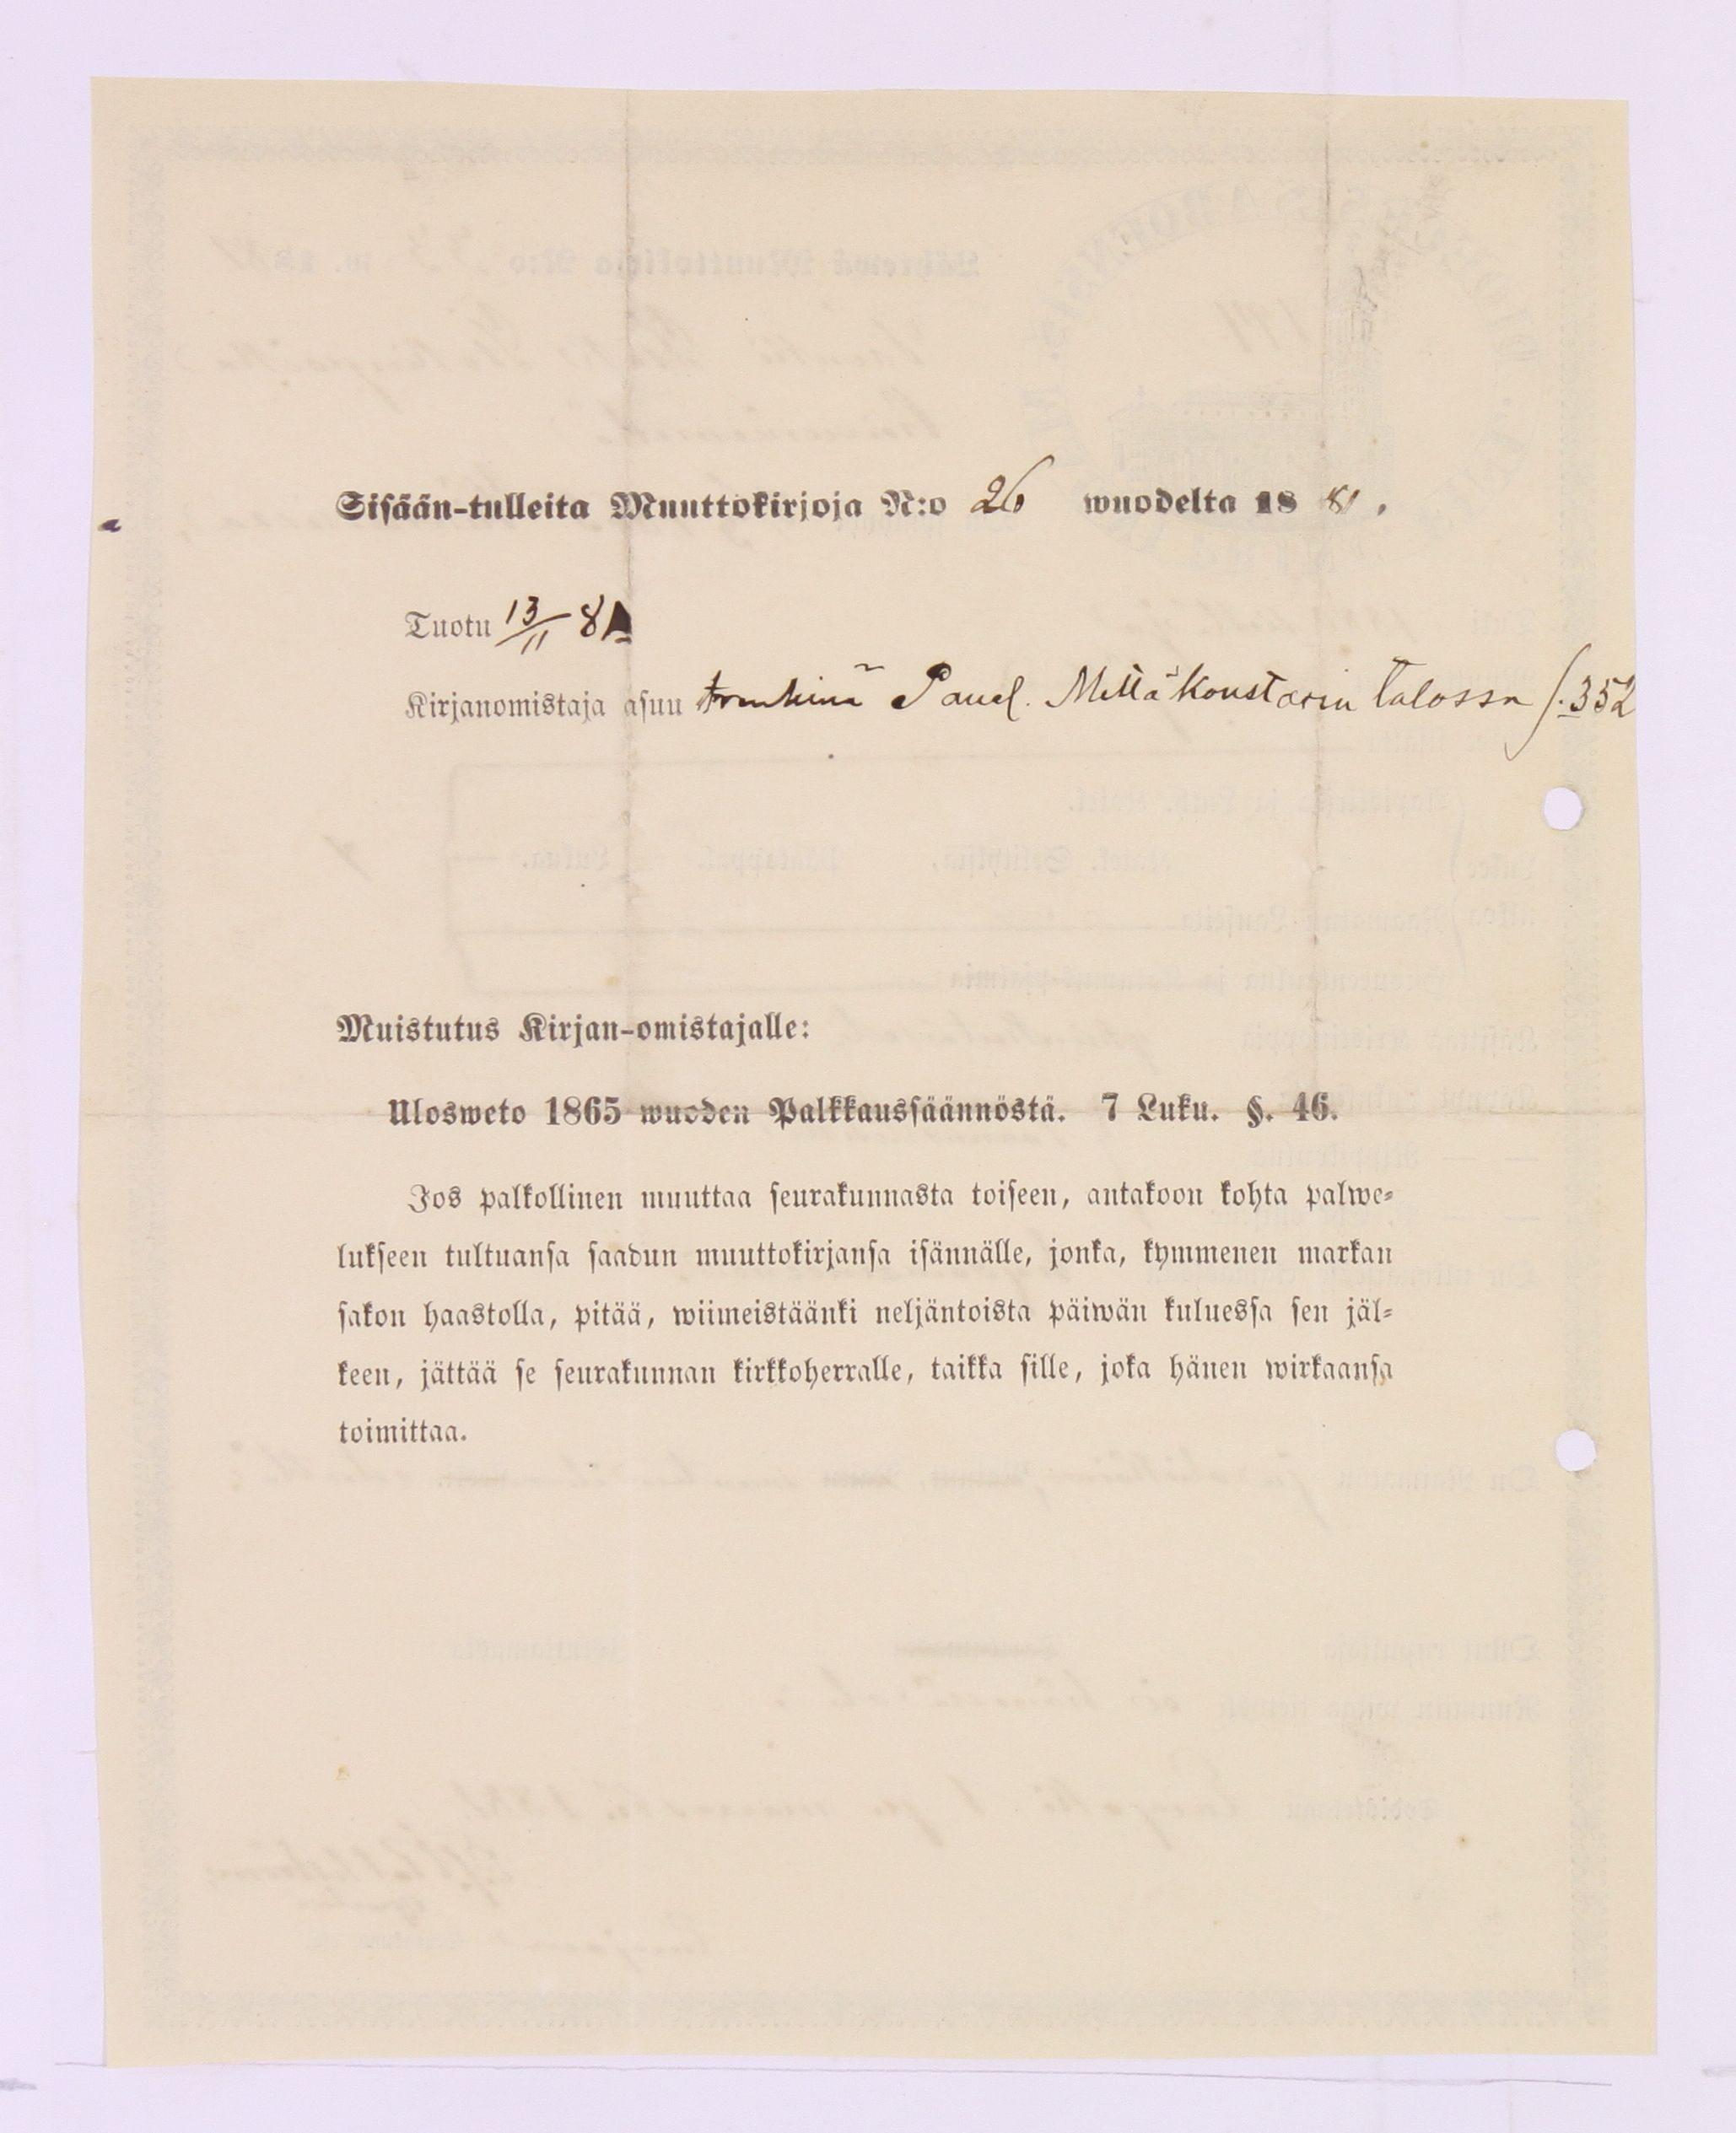 Sisään-tulleita Muuttokirjoja N:o 26 wuodelta 18 81.
Tuotu 13/11 81
Kirjanomistaja asuu Pauel. talossa S. 352
Muistutus Kirjan-omistajalle:
Ulosweto 1865 wuoden Palkkaussäännöstä. 7 Luku. §. 46.
Jos palkollinen muuttaa seurakunnasta toiseen, antakoon kohta palwe-
lukseen tultuansa saadun muuttokirjansa isännälle, jonka, kymmenen markan
sakon haastolla, pitää, wiimeistäänki neljäntoista päiwän kuluessa sen jäl-
keen, jättää se seurakunnan kirkkoherralle, taikka sille, joka hänen wirkaansa
toimittaa.